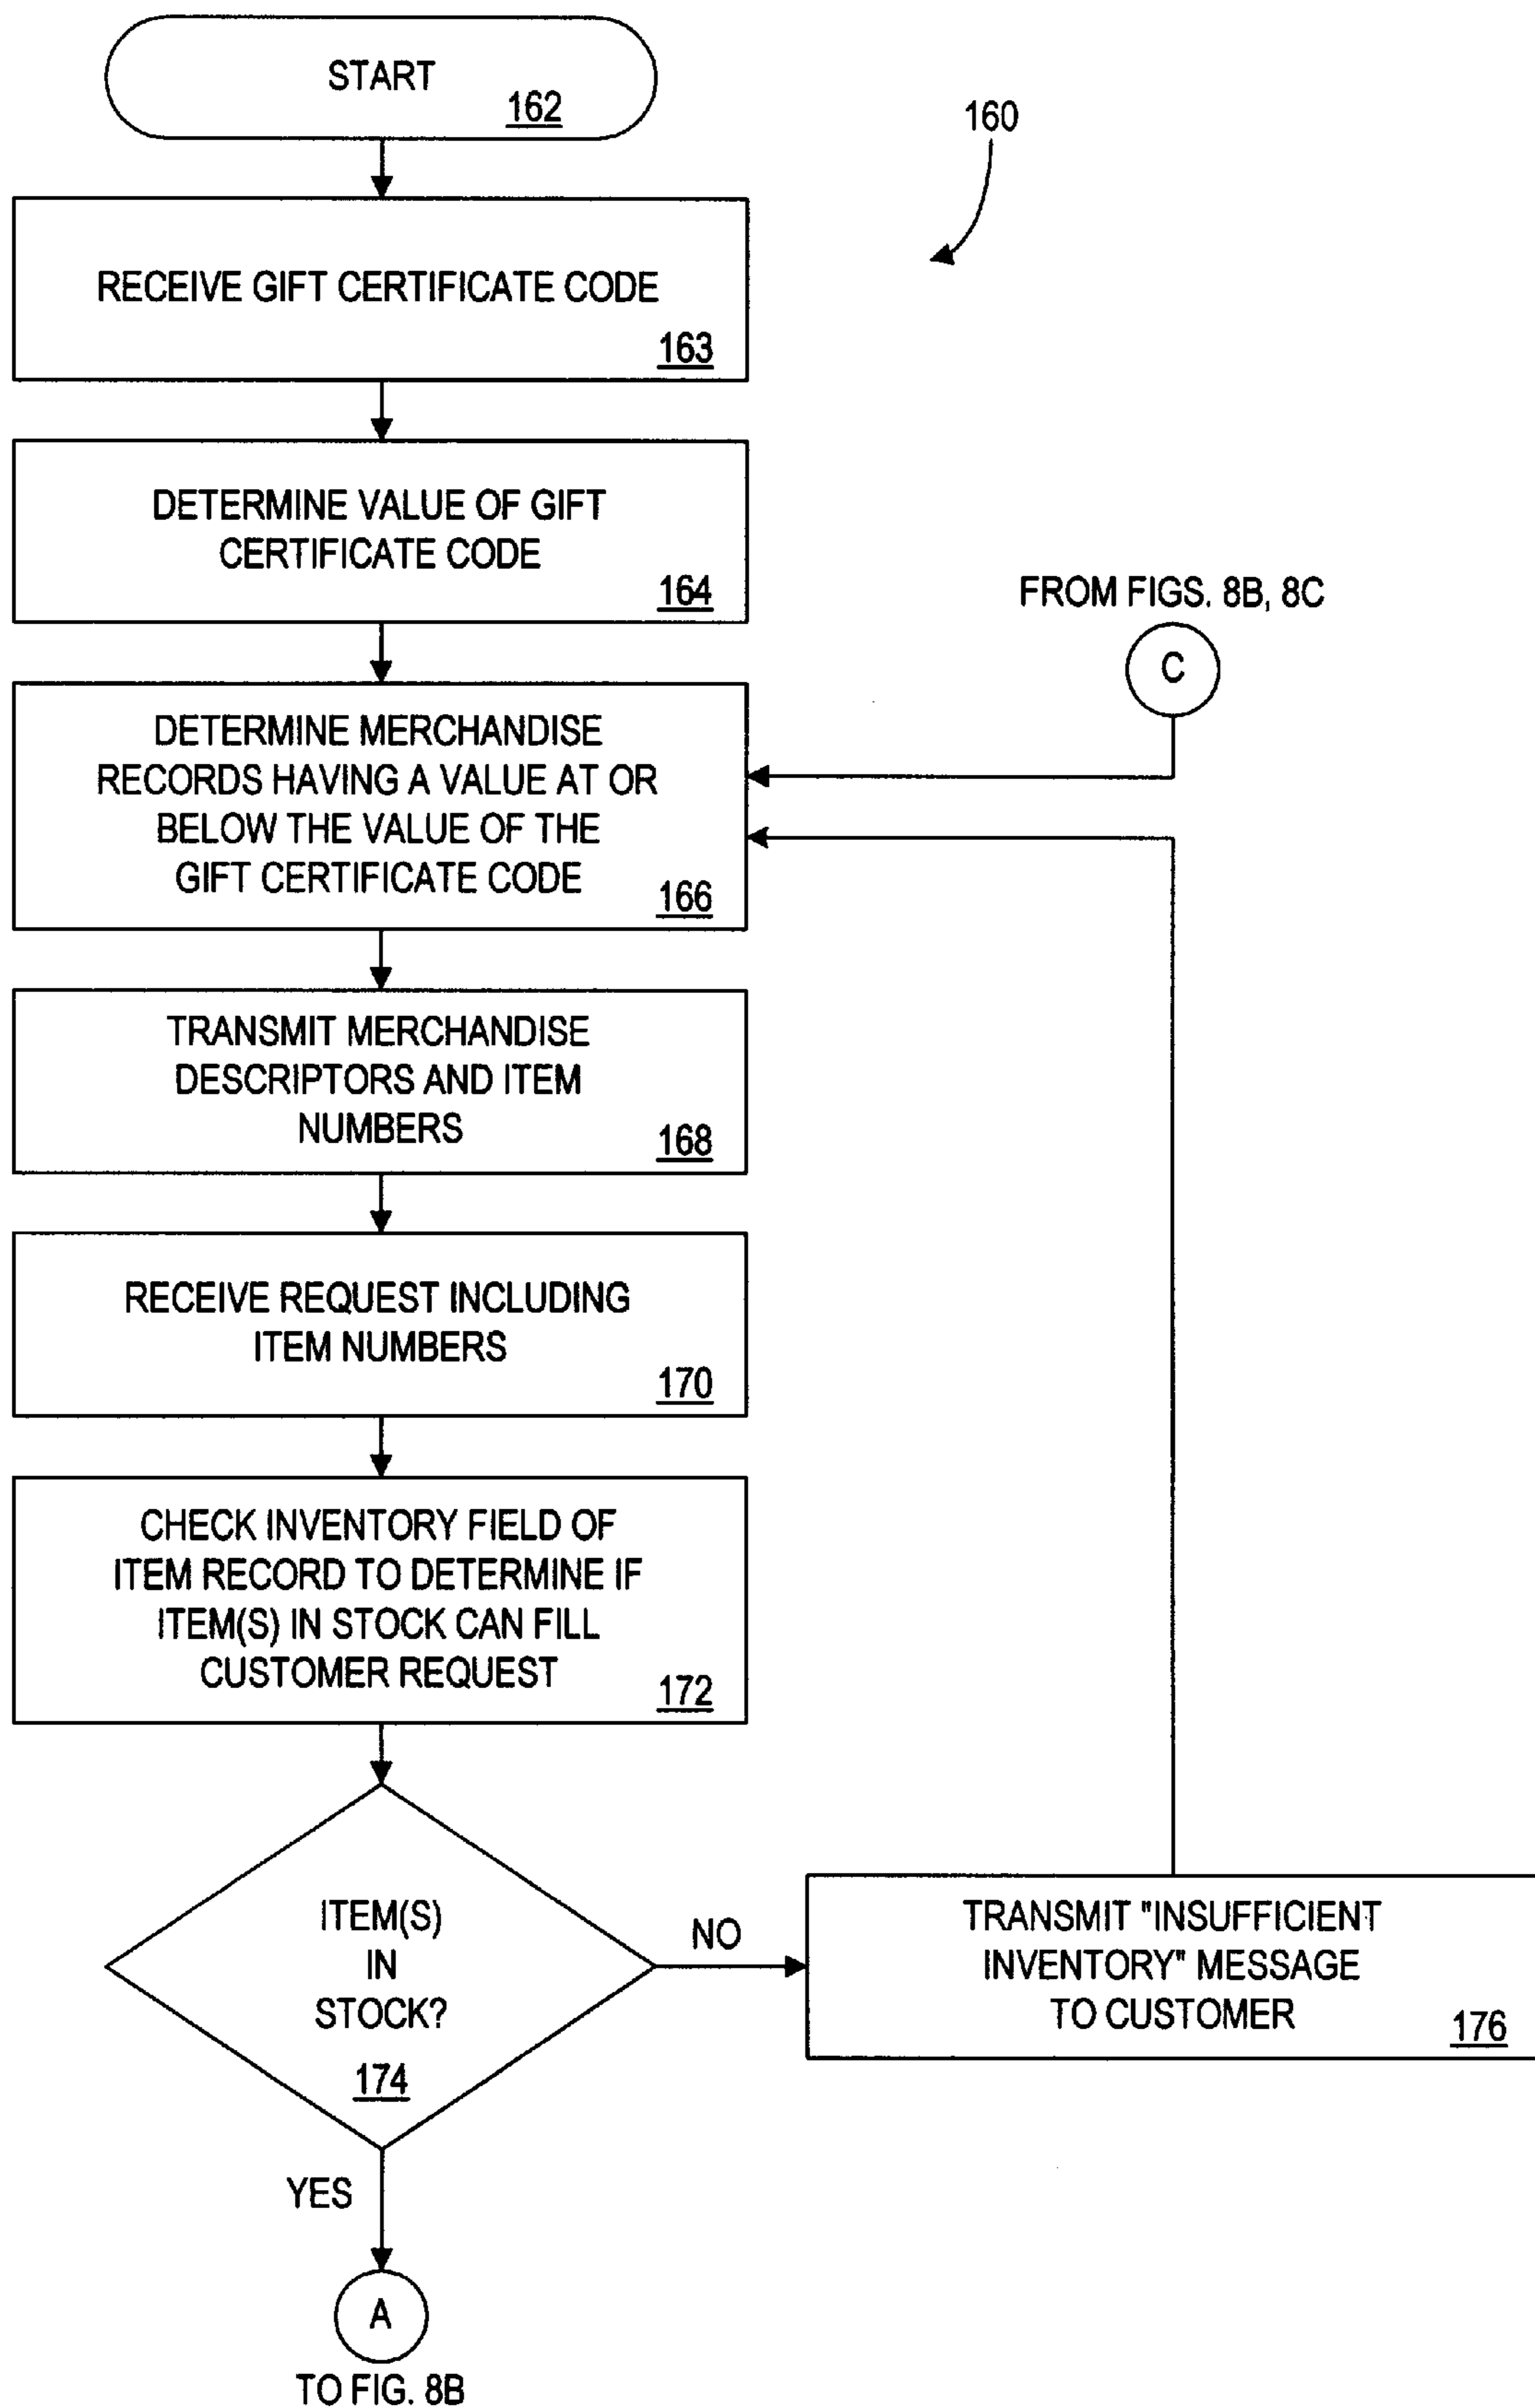 START
162
160
RECEIVE GIFT CERTIFICATE CODE
163
DETERMINE VALUE OF GIFT
CERTIFICATE CODE
164
FROM FIGS. 8B, 8C
C
DETERMINE MERCHANDISE
RECORDS HAVING A VALUE AT OR
BELOW THE VALUE OF THE
GIFT CERTIFICATE CODE
166
TRANSMIT MERCHANDISE
DESCRIPTORS AND ITEM
NUMBERS
168
RECEIVE REQUEST INCLUDING
ITEM NUMBERS
170
CHECK INVENTORY FIELD OF
ITEM RECORD TO DETERMINE IF
ITEM(S) IN STOCK CAN FILL
CUSTOMER REQUEST
172
ITEM(S)
IN
STOCK?
174
NO
TRANSMIT "INSUFFICIENT
INVENTORY" MESSAGE
TO CUSTOMER
176
YES
A
TO FIG. 8B